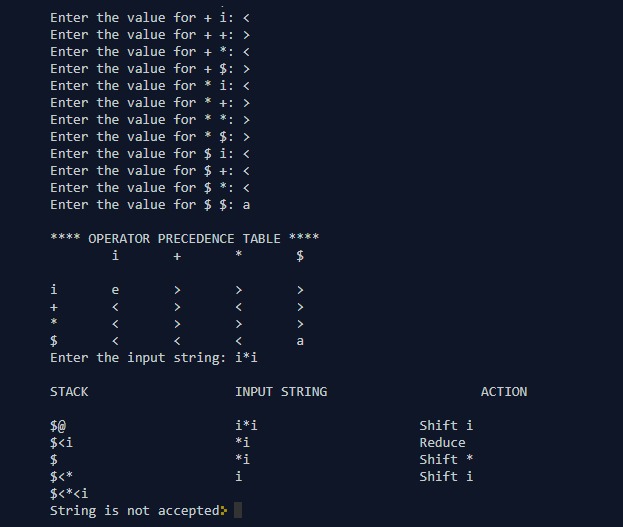 Enter the value for + i: <
Enter the value for + +: >
Enter the value for + *: <
Enter the value for + $: >
Enter the value for * i: <
Enter the value for * +: >
Enter the value for * *: >
Enter the value for * $: >
Enter the value for $ i: <
Enter the value for $ +: <
Enter the value for $ *: <
Enter the value for $ $: a
**** OPERATOR PRECEDENCE TABLE ****
i + * $
i e > > >
+ < > < >
* < > > >
$ < < < a
Enter the input string: i*i
STACK INPUT STRING ACTION
$@ i*i Shift i
$<i *i Reduce
$ *i Shift *
$<* i Shift i
$<*<i
String is not accepted